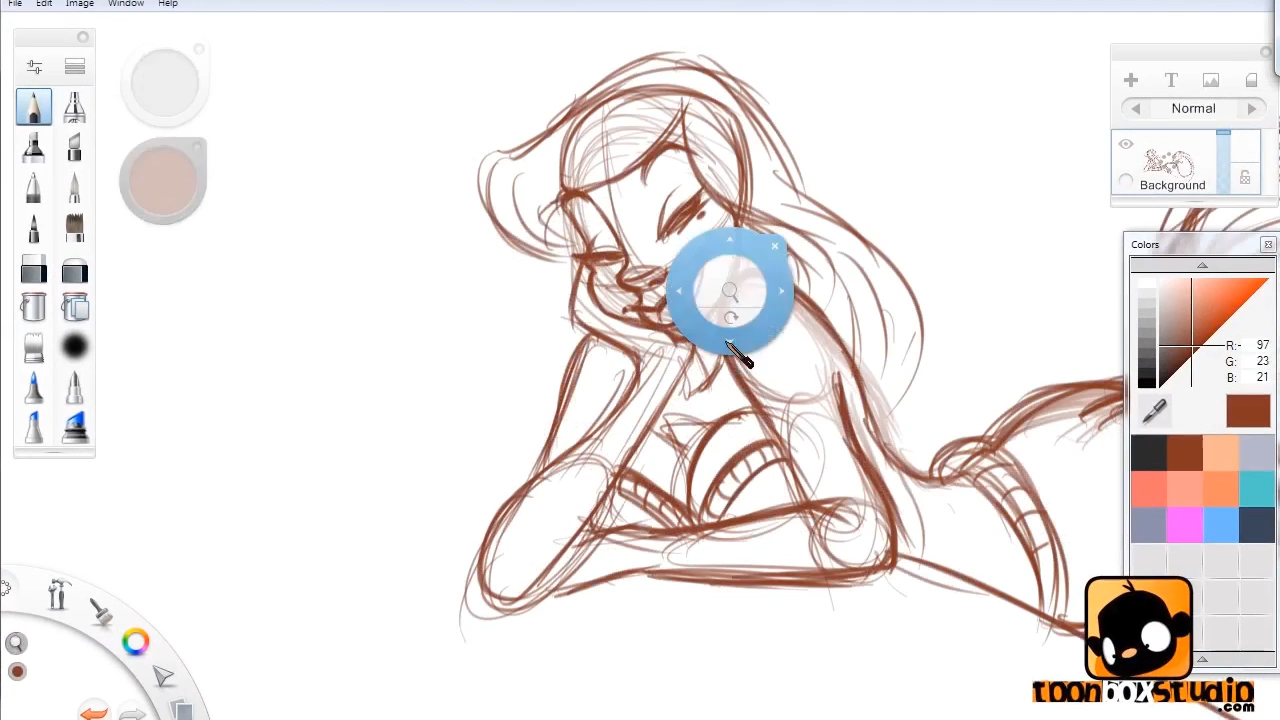 File Edit Image Window Help
T
Normal
Background
Colors
R:- 97
G: 23
B: 21
toonboxstudio
.com